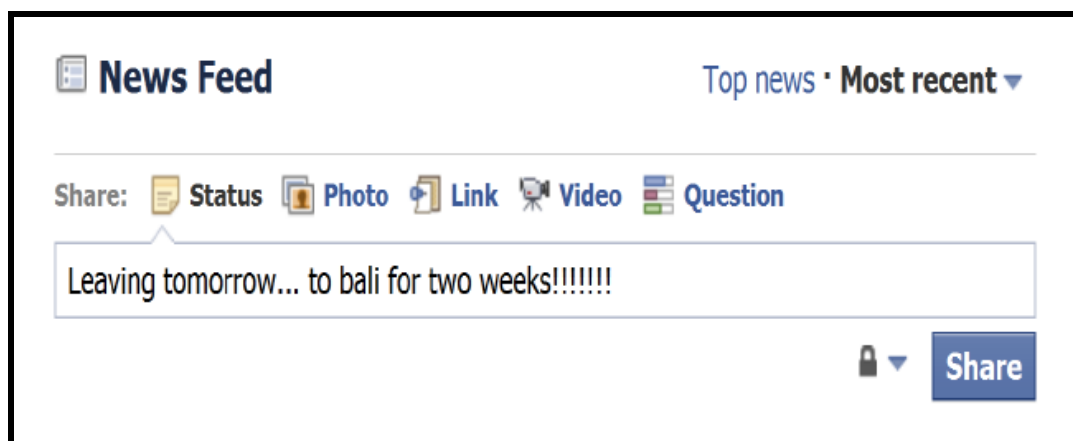 News Feed Top news · Most recent
Share: Status Photo Link Video Question
Leaving tomorrow... to bali for two weeks!!!!!!!
Share